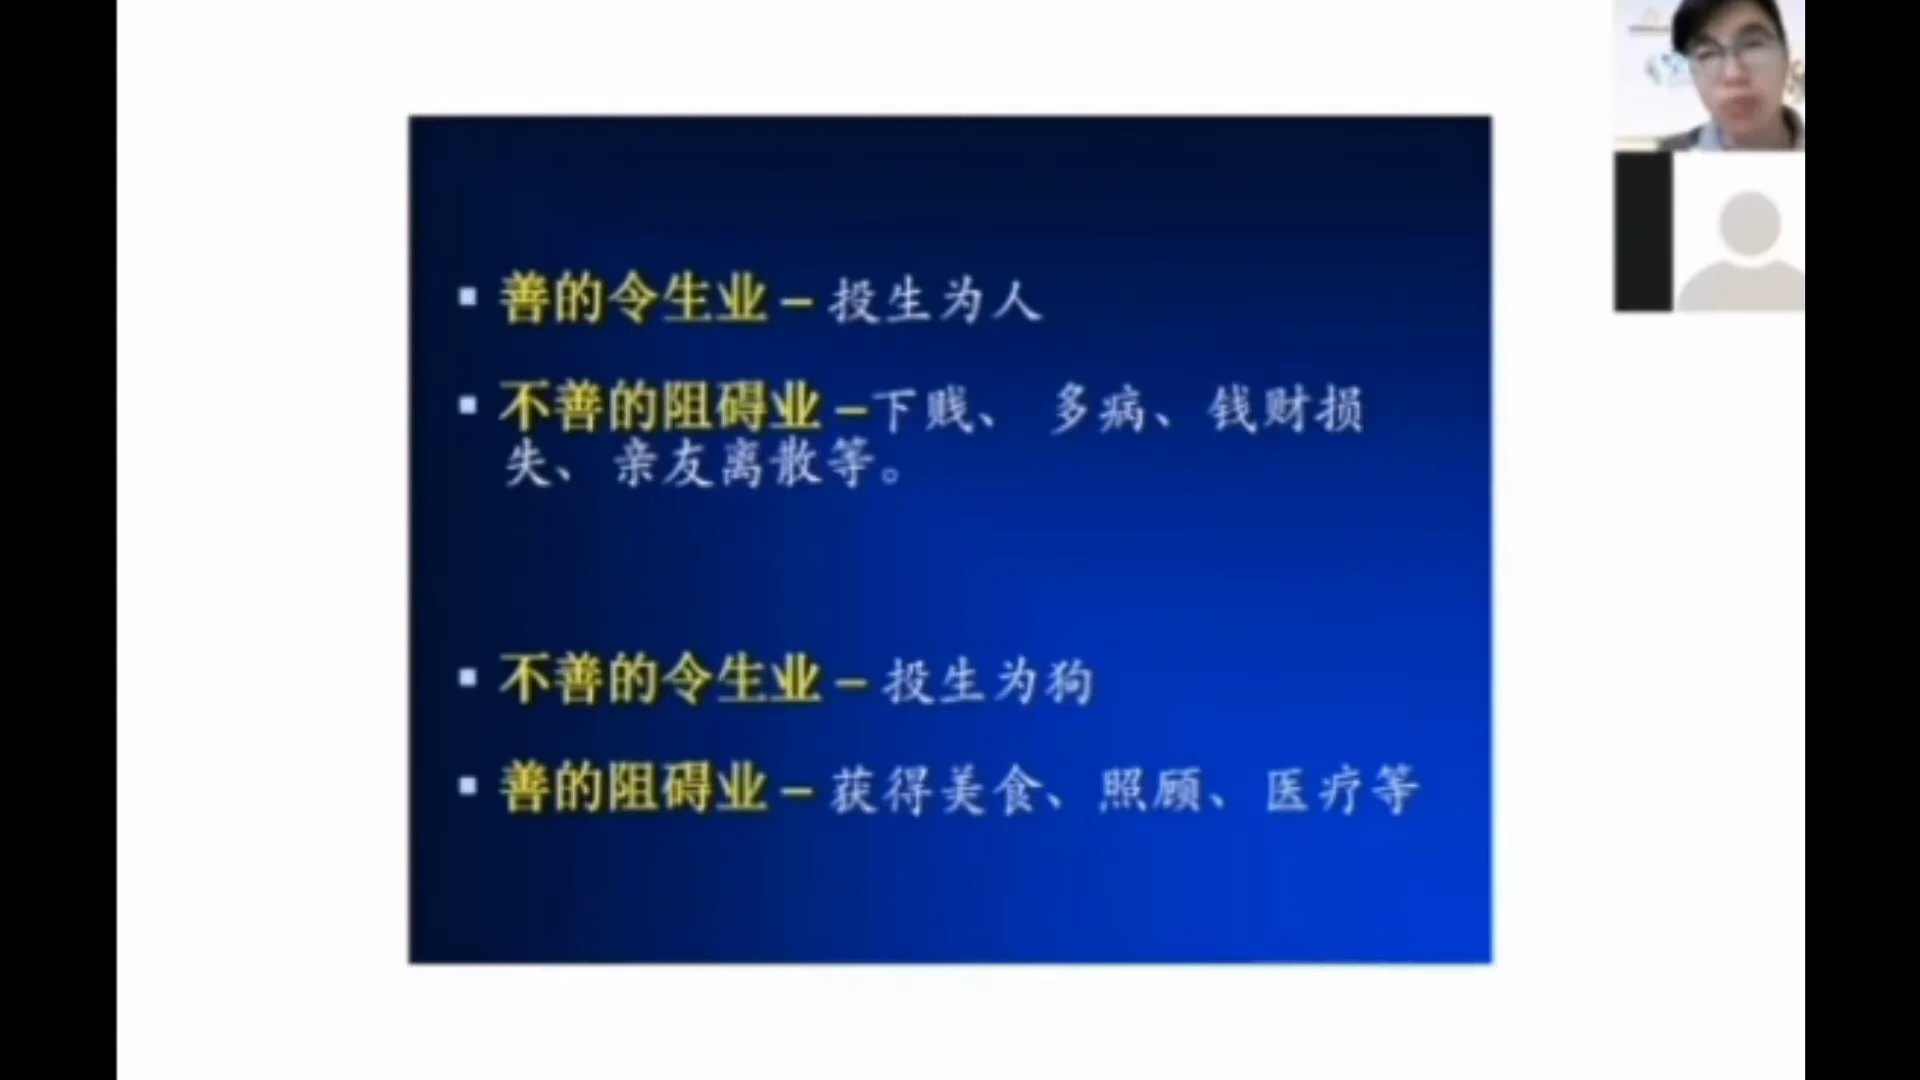 ▪ 善的令生业 – 投生为人
▪ 不善的阻碍业 –下贱、 多病、钱财损
失、 亲友离散等。
▪ 不善的令生业 – 投生为狗
▪ 善的阻碍业 – 获得美食、照顾、医疗等